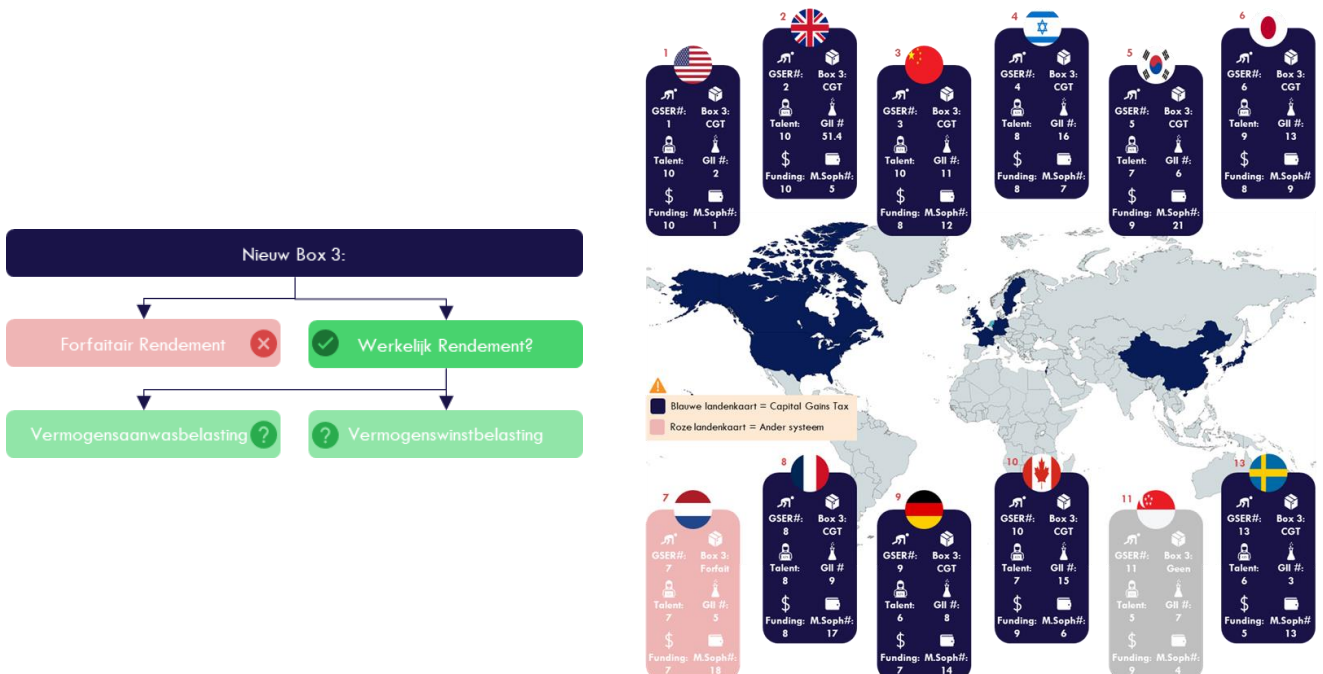 Nieuw Box 3:
Forfaitair Rendement
Werkelijk Rendement?
Vermogensaanwasbelasting
?
?
Vermogenswinstbelasting
1
GSER#:
1
Box 3:
CGT
Talent:
10
GII #:
2
Funding:
10
M.Soph#:
1
2
GSER#:
2
Box 3:
CGT
Talent:
10
GII #
51.4
Funding:
10
M.Soph#:
5
3
GSER#:
3
Box 3:
CGT
Talent:
10
GII #:
11
Funding:
8
M.Soph#:
12
4
GSER#:
4
Box 3:
CGT
Talent:
8
GII #
16
Funding:
8
M.Soph#:
7
5
GSER#:
5
Box 3:
CGT
Talent:
7
GII #:
6
Funding:
9
M.Soph#:
21
6
GSER#:
6
Box 3:
CGT
Talent:
9
GII #:
13
Funding:
8
M.Soph#
9
Blauwe landenkaart = Capital Gains Tax
Roze landenkaart = Ander systeem
7
GSER#:
7
Box 3:
Forfait
Talent:
7
GII #:
5
Funding:
7
M.Soph#:
18
8
GSER#:
8
Box 3:
CGT
Talent:
8
GII #
9
Funding:
8
M.Soph#:
17
9
GSER#:
9
Box 3:
CGT
Talent:
6
GII #:
8
Funding:
7
M.Soph#:
14
10
GSER#:
10
Box 3:
CGT
Talent:
7
GII #:
15
Funding:
9
M.Soph#:
6
11
GSER#:
11
Box 3:
Geen
Talent:
5
GII #:
7
Funding:
9
M.Soph#:
4
13
GSER#:
13
Box 3:
CGT
Talent:
6
GII #:
3
Funding:
5
M.Soph#:
13